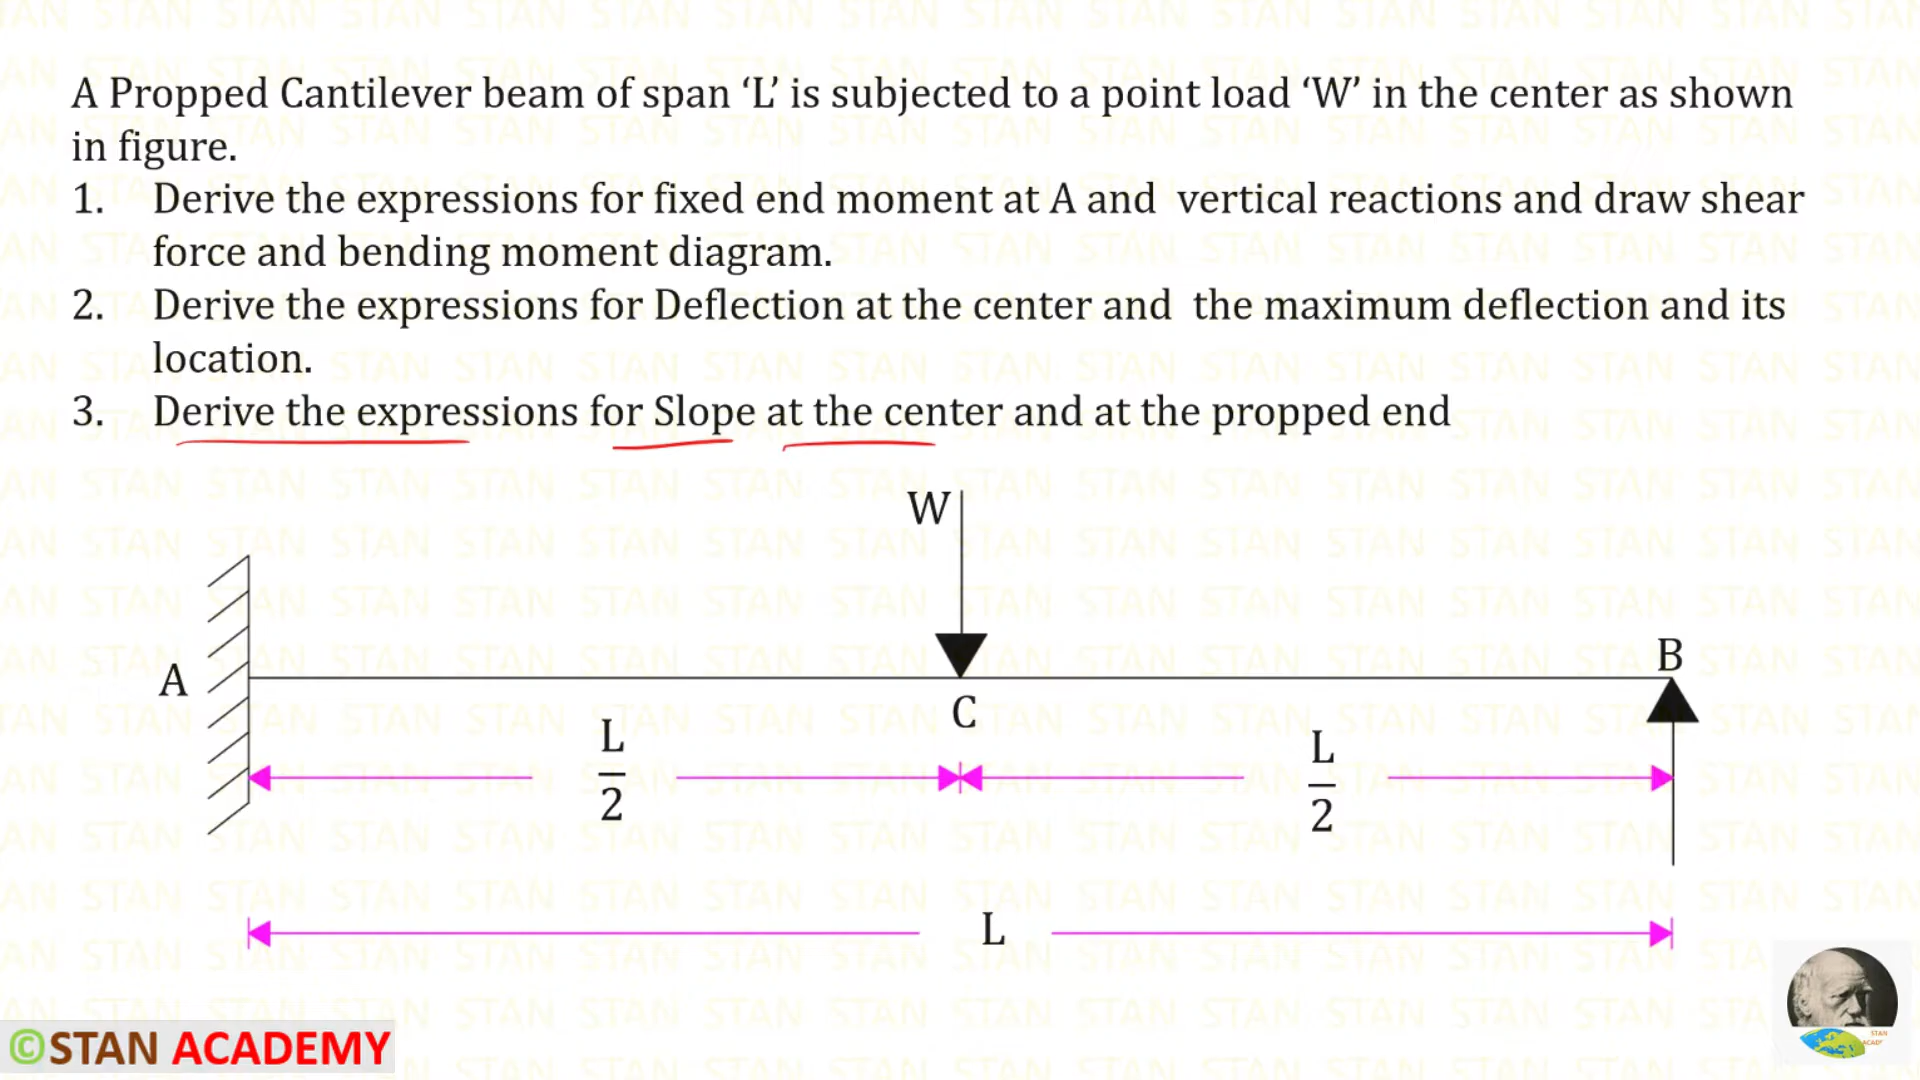 A Propped Cantilever beam of span ‘L’ is subjected to a point load ‘W’ in the center as shown
in figure.
1. Derive the expressions for fixed end moment at A and vertical reactions and draw shear
force and bending moment diagram.
2. Derive the expressions for Deflection at the center and the maximum deflection and its
location.
3. Derive the expressions for Slope at the center and at the propped end
W
A
B
C
L
2
L
2
L
©STAN ACADEMY
STAN